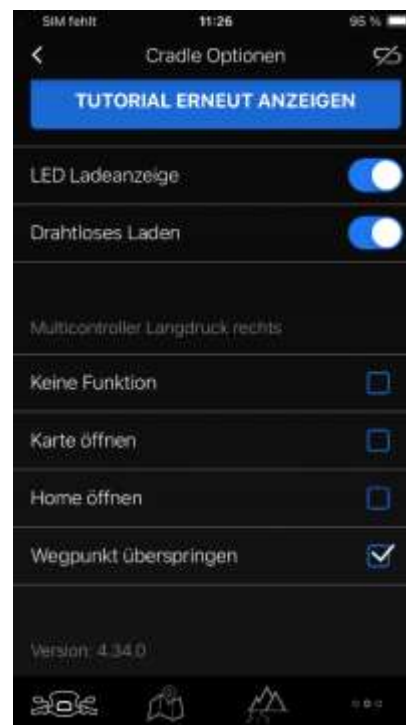 SIM fehlt 11:26 95 %
Cradle Optionen
TUTORIAL ERNEUT ANZEIGEN
LED Ladeanzeige
Drahtloses Laden
Multicontroller Langdruck rechts
Keine Funktion
Karte öffnen
Home öffnen
Wegpunkt überspringen
Version: 4.34.0